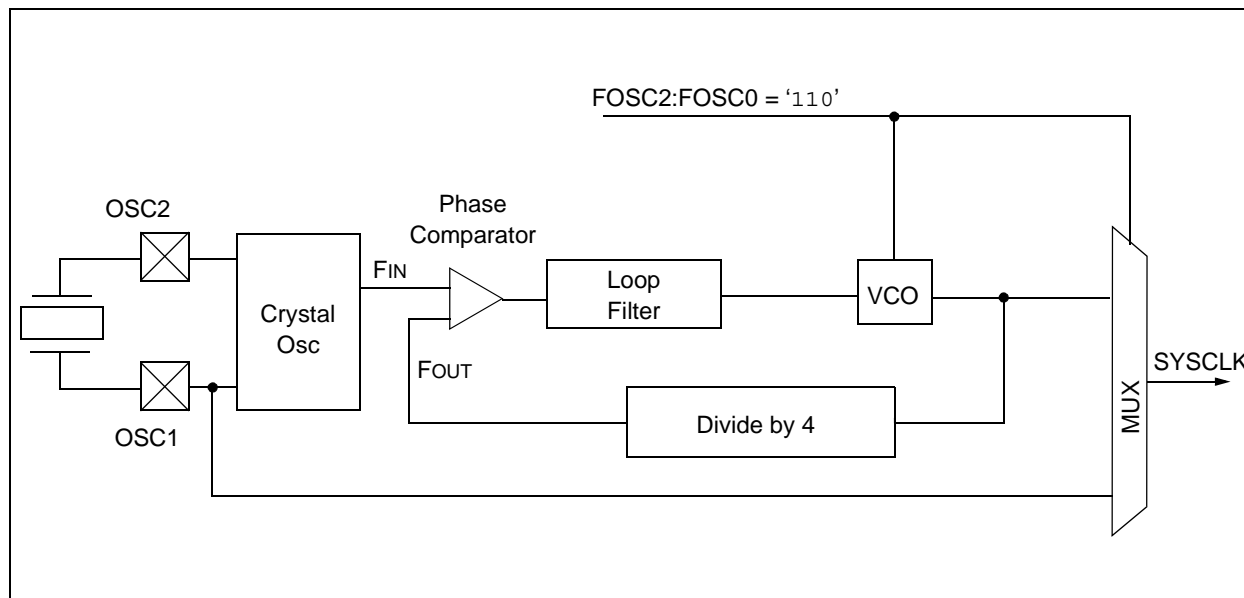 FOSC2:FOSC0 = ‘110’
OSC2
Phase
Comparator
FIN
Crystal
Osc
Loop
Filter
VCO
FOUT
SYSCLK
MUX
Divide by 4
OSC1